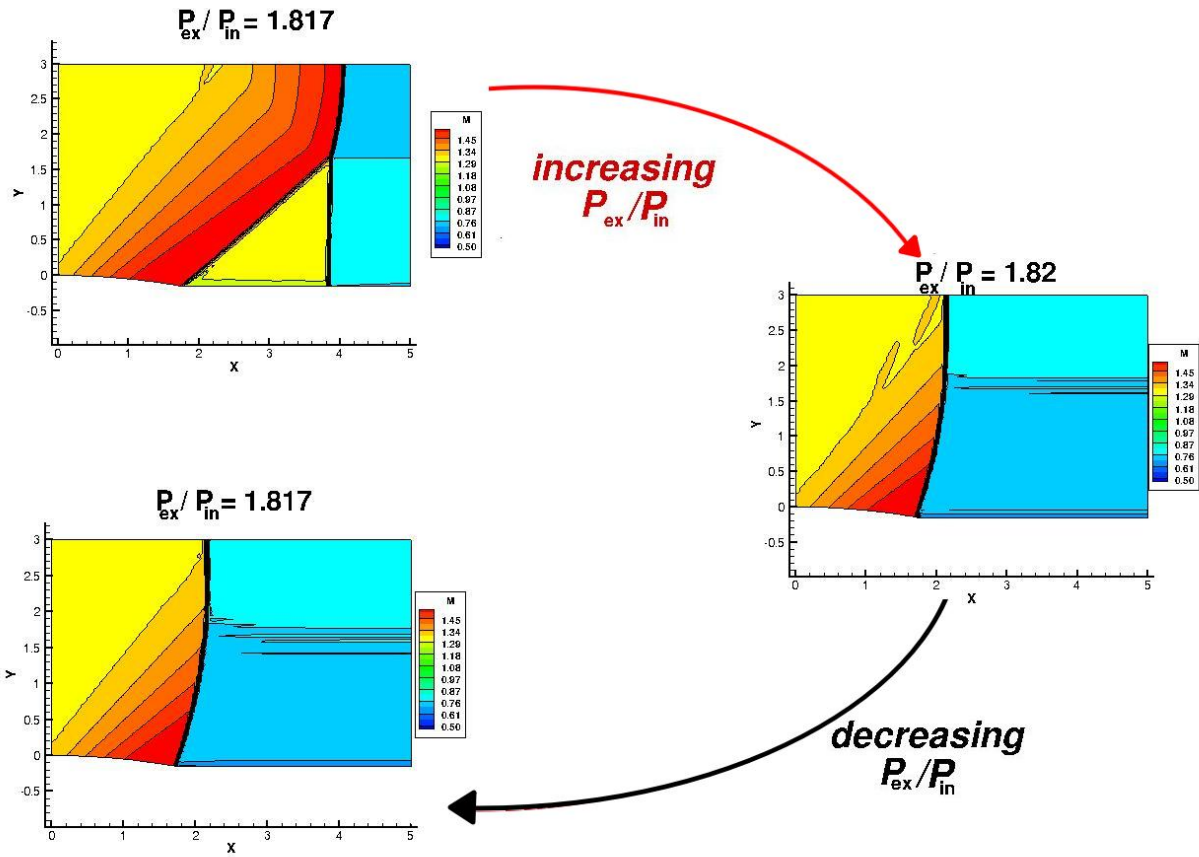 Pex/Pin = 1.817
3
2.5
2
1.5
1
0.5
0
-0.5
Y
0 1 2 3 4 5
X
M
1.45
1.34
1.29
1.18
1.08
0.97
0.87
0.76
0.61
0.50
increasing
Pex/Pin
Pex/Pin = 1.82
3
2.5
2
1.5
1
0.5
0
-0.5
Y
0 1 2 3 4 5
X
M
1.45
1.34
1.29
1.18
1.08
0.97
0.87
0.76
0.61
0.50
Pex/Pin = 1.817
3
2.5
2
1.5
1
0.5
0
-0.5
Y
0 1 2 3 4 5
X
M
1.45
1.34
1.29
1.18
1.08
0.97
0.87
0.76
0.61
0.50
decreasing
Pex/Pin